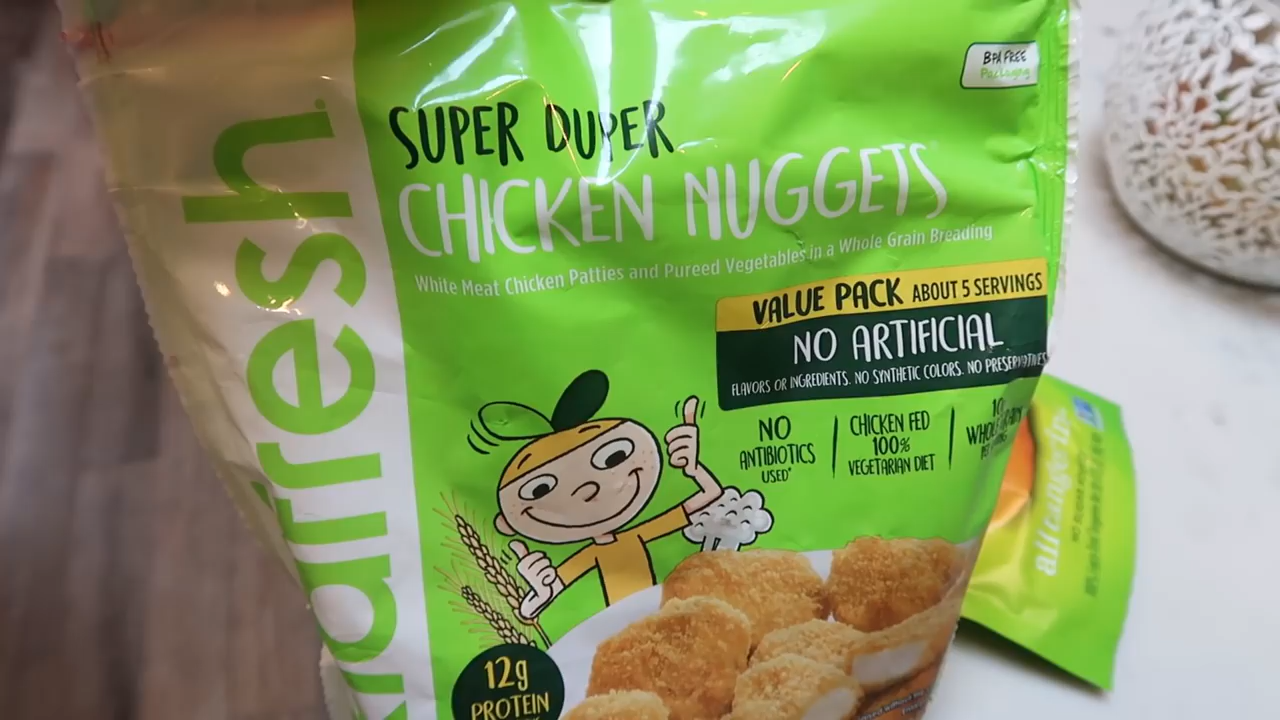 SUPER DUPER
CHICKEN NUGGETS
White Meat Chicken Patties and Pureed Vegetables in a Whole Grain Breading
BPA FREE
Packaging
VALUE PACK ABOUT 5 SERVINGS
NO ARTIFICIAL
FLAVORS OR INGREDIENTS. NO SYNTHETIC COLORS. NO PRESERVATIVES
NO
ANTIBIOTICS
USED*
CHICKEN FED
100%
VEGETARIAN DIET
12g
PROTEIN